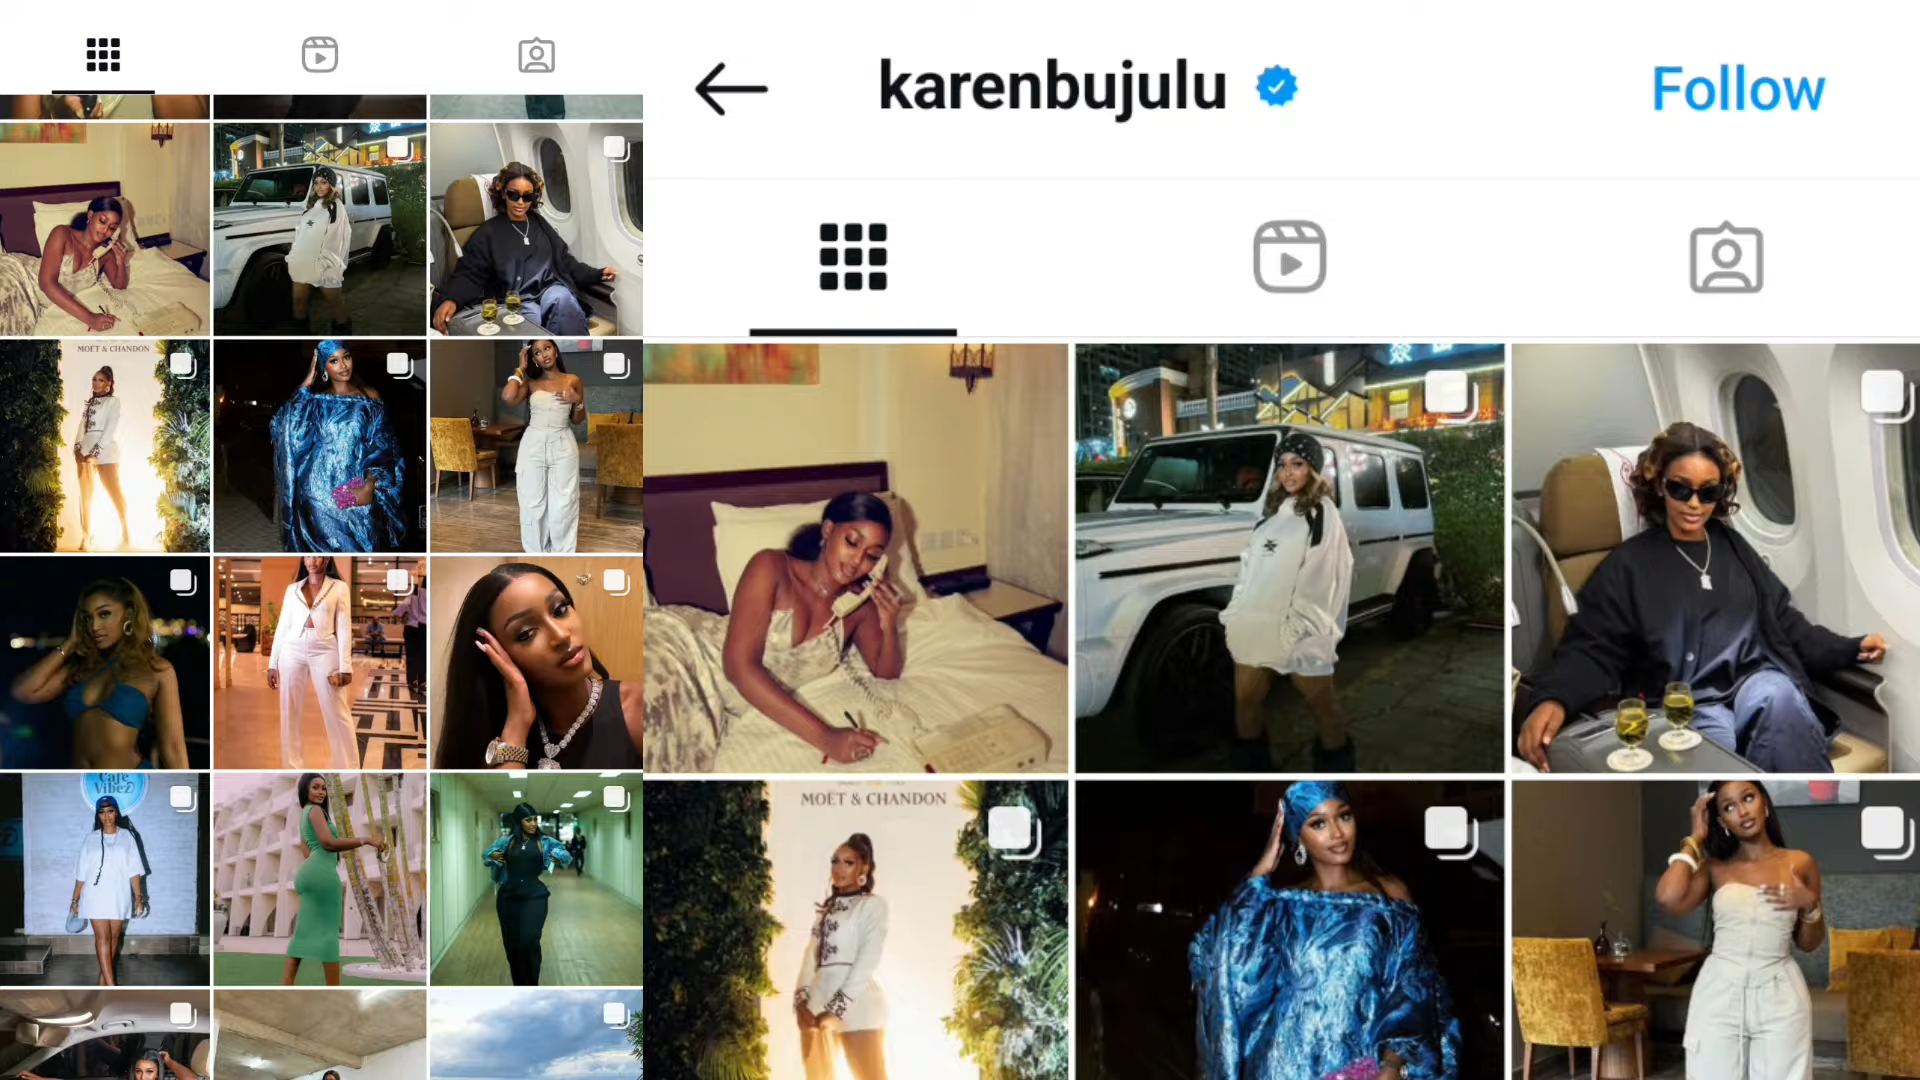 karenbujulu
Follow
MOËT & CHANDON
Cafe
Vibez
MOËT & CHANDON